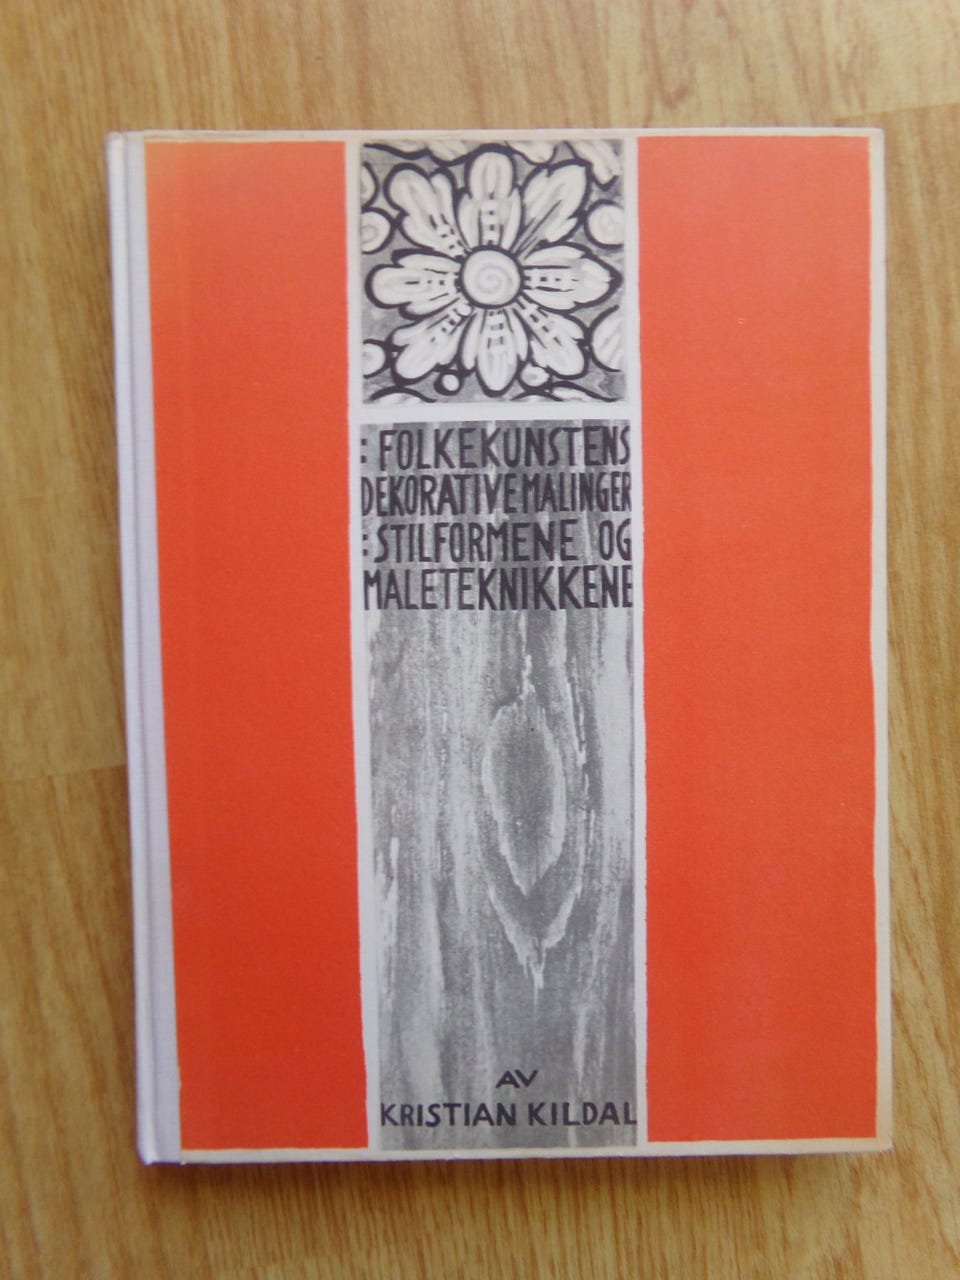 : FOLKEKUNSTENS
DEKORATIVE MALINGER
: STILFORMENE OG
MALETEKNIKKENE
AV
KRISTIAN KILDAL